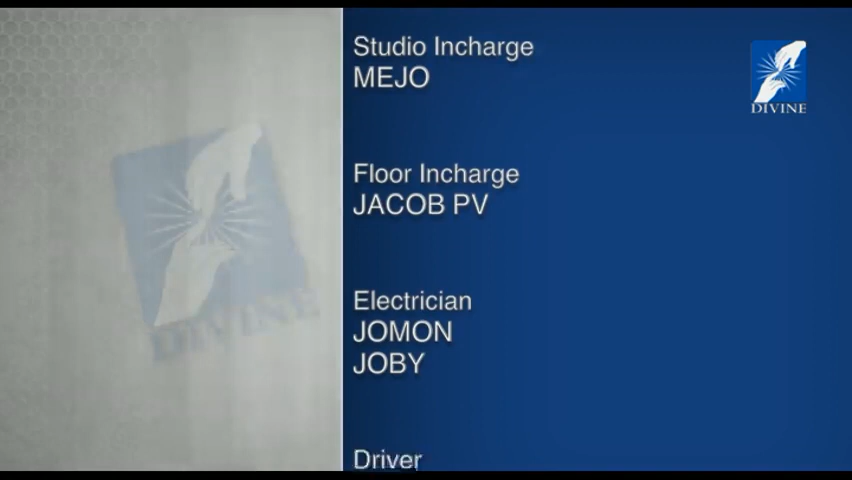 Studio Incharge
MEJO
DIVINE
Floor Incharge
JACOB PV
Electrician
JOMON
JOBY
DIVINE
Driver